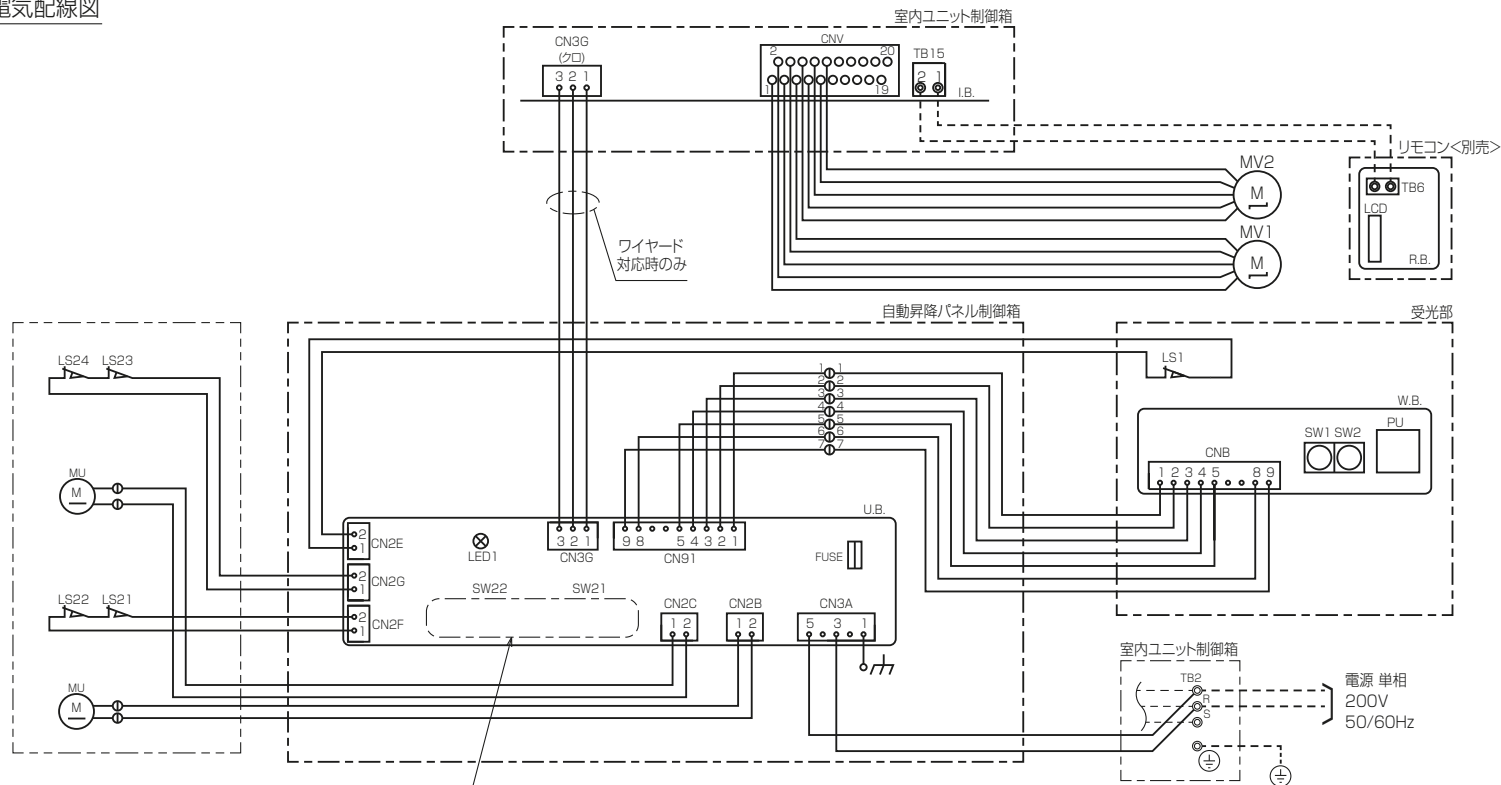 電気配線図
室内ユニット制御箱
CN3G
(クロ)
3 2 1
CNV
2 20
1 19
TB15
2 1
I.B.
リモコン<別売>
TB6
LCD
R.B.
MV2
M
MV1
M
ワイヤード
対応時のみ
自動昇降パネル制御箱
受光部
LS24 LS23
LS1
1 1
2 2
3 3
4 4
5 5
6 6
7 7
W.B.
SW1 SW2
PU
CNB
1 2 3 4 5 8 9
MU
M
U.B.
2
1
CN2E
LED1
3 2 1
CN3G
9 8 5 4 3 2 1
CN91
FUSE
2
1
CN2G
SW22 SW21
LS22 LS21
2
1
CN2F
CN2C
1 2
CN2B
1 2
CN3A
5 3 1
MU
M
室内ユニット制御箱
TB2
R
S
電源 単相
200V
50/60Hz